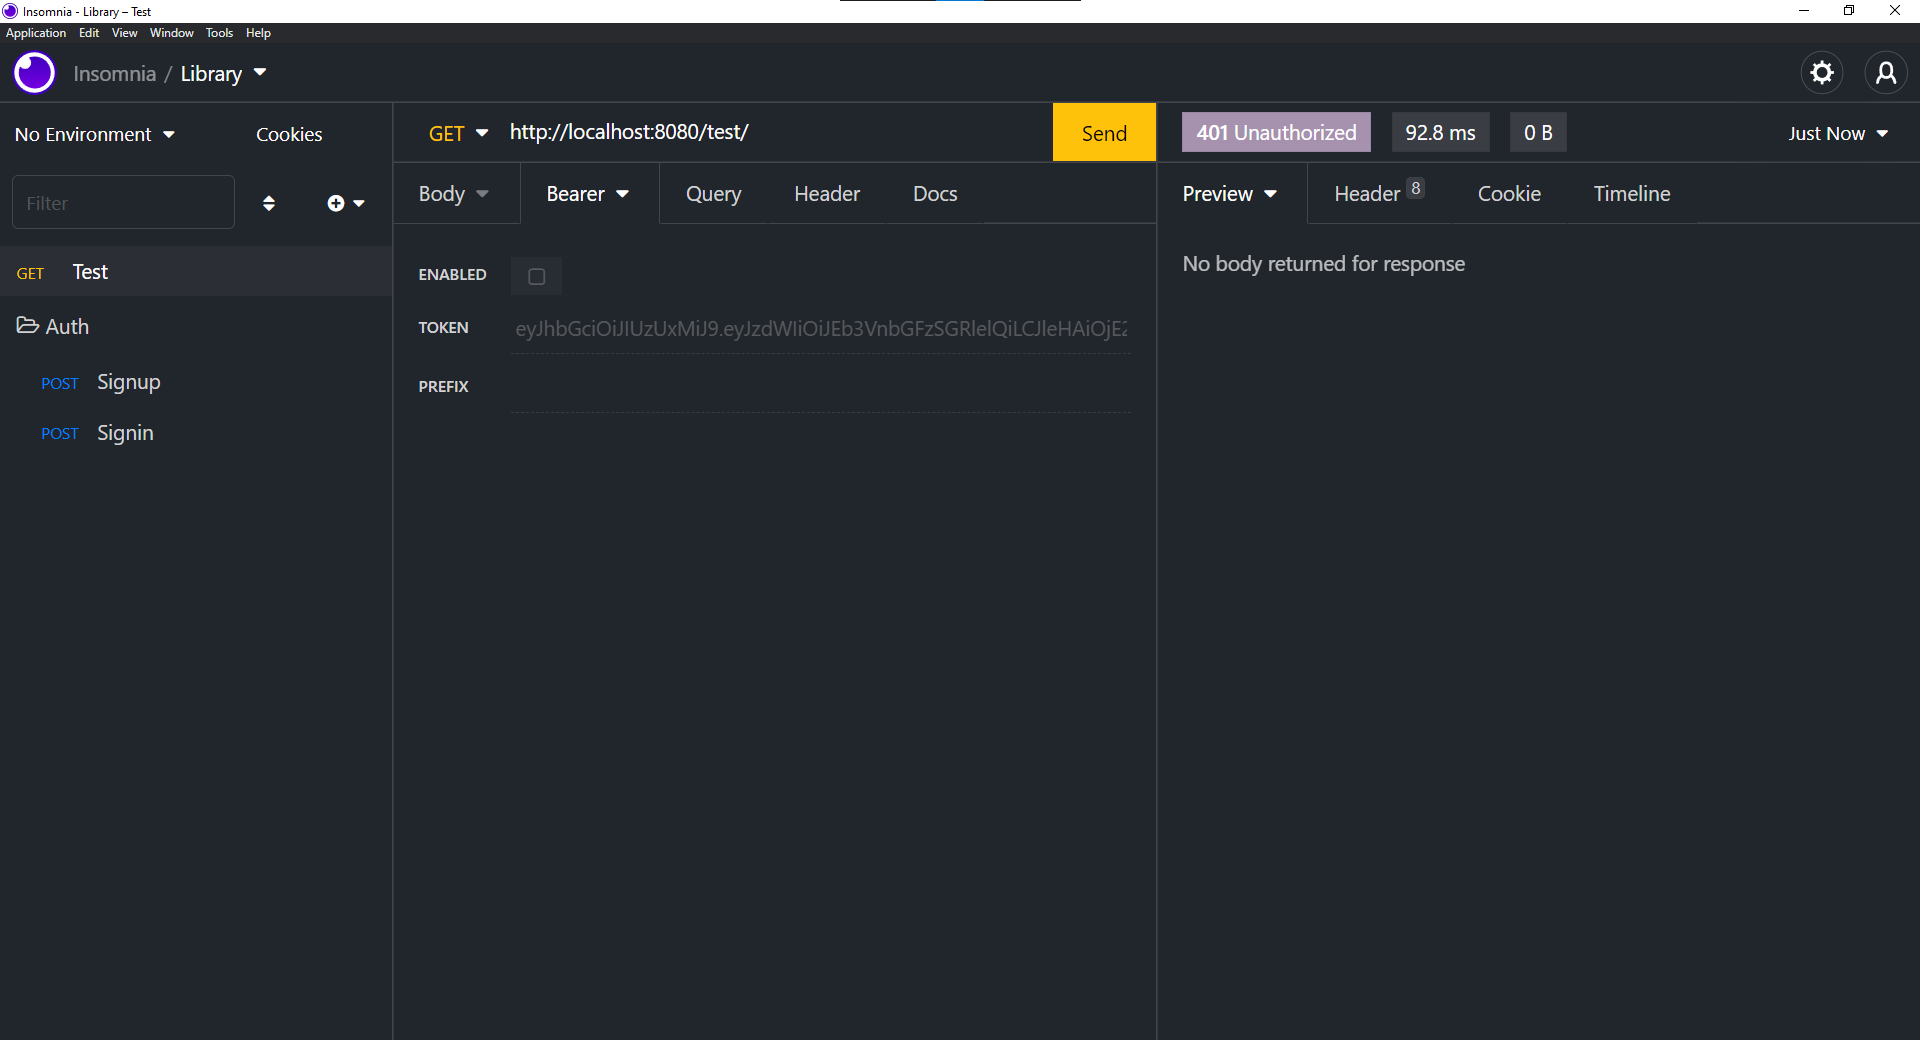 Insomnia - Library – Test
Application Edit View Window Tools Help
Insomnia / Library
No Environment Cookies
Filter
GET Test
Auth
POST Signup
POST Signin
GET http://localhost:8080/test/ Send
Body Bearer Query Header Docs
ENABLED
TOKEN
PREFIX
401 Unauthorized 92.8 ms 0 B Just Now
Preview Header 8 Cookie Timeline
No body returned for response